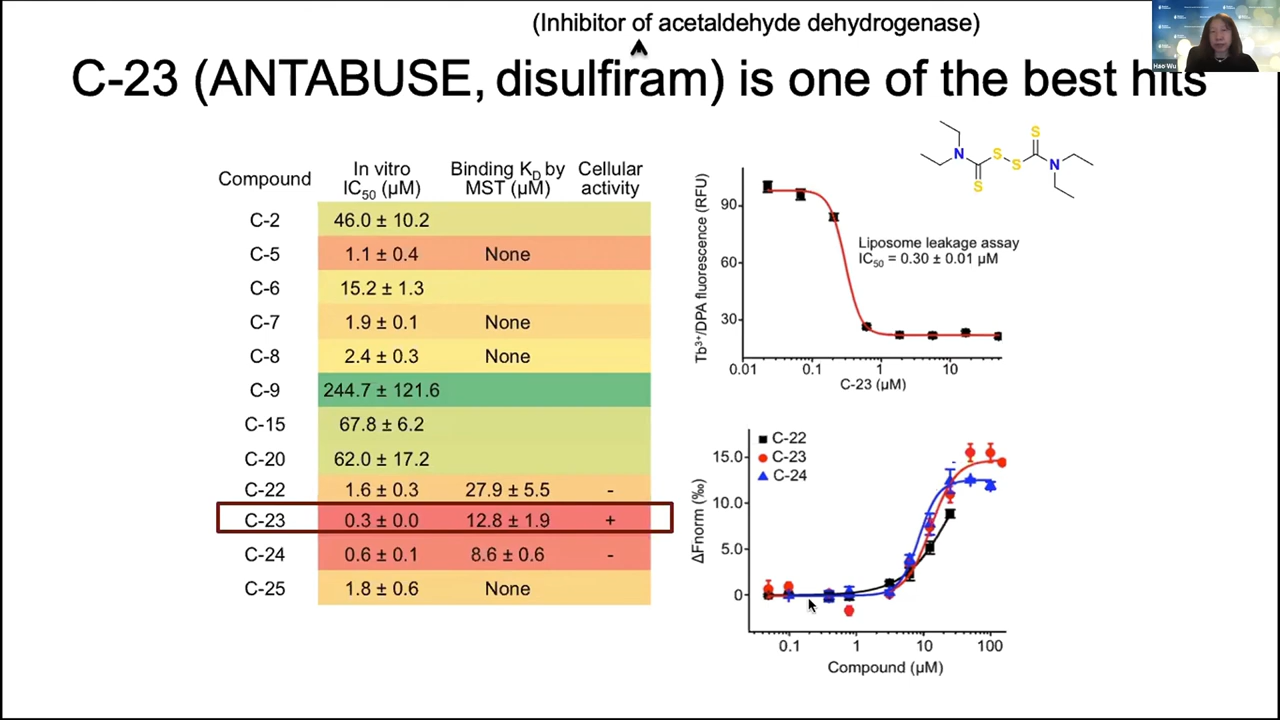 (Inhibitor of acetaldehyde dehydrogenase)
C-23 (ANTABUSE, disulfiram) is one of the best hits
Hao Wu
Compound In vitro IC50 (µM) Binding KD by MST (µM) Cellular activity
C-2 46.0 ± 10.2
C-5 1.1 ± 0.4 None
C-6 15.2 ± 1.3
C-7 1.9 ± 0.1 None
C-8 2.4 ± 0.3 None
C-9 244.7 ± 121.6
C-15 67.8 ± 6.2
C-20 62.0 ± 17.2
C-22 1.6 ± 0.3 27.9 ± 5.5 -
C-23 0.3 ± 0.0 12.8 ± 1.9 +
C-24 0.6 ± 0.1 8.6 ± 0.6 -
C-25 1.8 ± 0.6 None
N S S S S N
Tb3+/DPA fluorescence (RFU)
90
60
30
Liposome leakage assay
IC50 = 0.30 ± 0.01 µM
0.01 0.1 1 10
C-23 (µM)
C-22
C-23
C-24
ΔFnorm (‰)
15.0
10.0
5.0
0
0.1 1 10 100
Compound (µM)